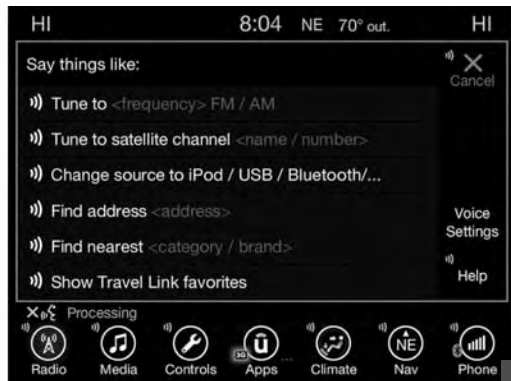 HI 8:04 NE 70° out. HI
Say things like:
Cancel
Tune to <frequency> FM / AM
Tune to satellite channel <name / number>
Change source to iPod / USB / Bluetooth/...
Find address <address>
Find nearest <category / brand>
Show Travel Link favorites
Voice
Settings
Help
Processing
3G
ū
NE
Radio Media Controls Apps ... Climate Nav Phone